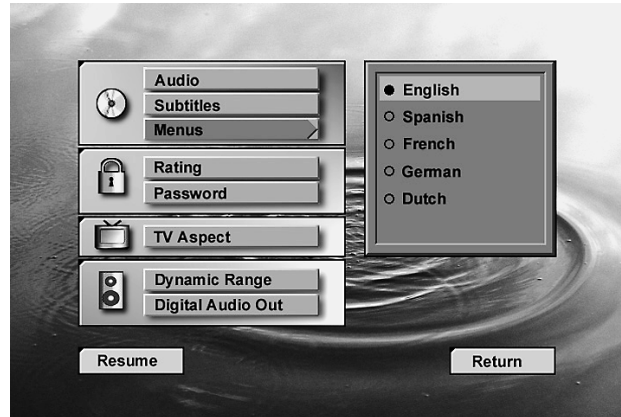 Audio
Subtitles
Menus
Rating
Password
TV Aspect
Dynamic Range
Digital Audio Out
English
Spanish
French
German
Dutch
Resume
Return